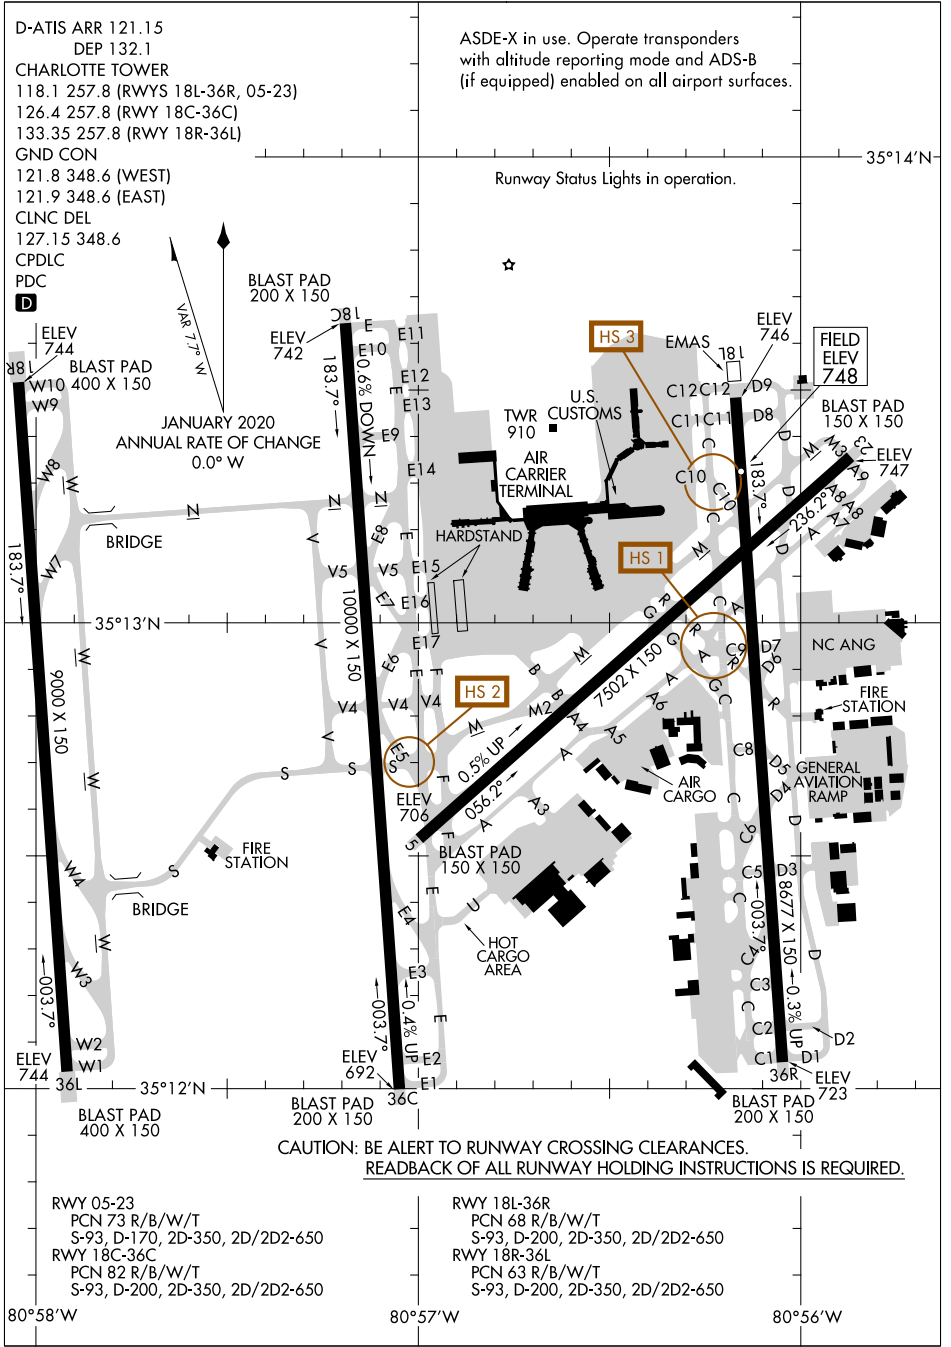 D-ATIS ARR 121.15
DEP 132.1
CHARLOTTE TOWER
118.1 257.8 (RWYS 18L-36R, 05-23)
126.4 257.8 (RWY 18C-36C)
133.35 257.8 (RWY 18R-36L)
GND CON
121.8 348.6 (WEST)
121.9 348.6 (EAST)
CLNC DEL
127.15 348.6
CPDLC
PDC
D
ASDE-X in use. Operate transponders
with altitude reporting mode and ADS-B
(if equipped) enabled on all airport surfaces.
35°14'N
Runway Status Lights in operation.
VAR 7.7° W
JANUARY 2020
ANNUAL RATE OF CHANGE
0.0° W
BLAST PAD
200 X 150
ELEV
742
18C
E
E11
E10
E12
E13
E9
E14
183.7°
0.6% DOWN
ELEV
744
18R
BLAST PAD
400 X 150
W10
W9
W8
W
N
N
N
BRIDGE
V
W7
183.7°
V5
V5
E8
E
E15
E7
E16
E17
10000 X 150
HS 3
EMAS
18L
ELEV
746
FIELD
ELEV
748
BLAST PAD
150 X 150
23
ELEV
747
C12
C12
D9
C11
C11
D8
C
D
M
M3
A9
C10
C10
C
183.7°
D
236.2°
A8
A8
A7
D
A
U.S.
CUSTOMS
TWR
910
AIR
CARRIER
TERMINAL
HARDSTAND
HS 1
M
R
G
G
C
A
R
A
C9
R
D7
D6
G
C
R
NC ANG
FIRE
STATION
35°13'N
W
V
9000 X 150
E6
F
V4
V4
V4
V
HS 2
M
M
B
B
M2
A4
7502 X 150
A
A6
A5
A
0.5% UP
056.2°
A3
A
E5
S
S
S
ELEV
706
F
F
5
BLAST PAD
150 X 150
AIR
CARGO
C8
C
C6
D5
D4
D
GENERAL
AVIATION
RAMP
W
FIRE
STATION
S
W4
BRIDGE
W
W3
003.7°
E
E4
U
HOT
CARGO
AREA
E3
E
003.7°
0.4% UP
E2
E1
C5
D3
C
003.7°
8677 X 150
C4
D
C3
C
0.3% UP
C2
D2
C1
D1
36R
ELEV
723
BLAST PAD
200 X 150
W2
W1
ELEV
744
36L
35°12'N
BLAST PAD
400 X 150
ELEV
692
36C
BLAST PAD
200 X 150
CAUTION: BE ALERT TO RUNWAY CROSSING CLEARANCES.
READBACK OF ALL RUNWAY HOLDING INSTRUCTIONS IS REQUIRED.
RWY 05-23
PCN 73 R/B/W/T
S-93, D-170, 2D-350, 2D/2D2-650
RWY 18C-36C
PCN 82 R/B/W/T
S-93, D-200, 2D-350, 2D/2D2-650
RWY 18L-36R
PCN 68 R/B/W/T
S-93, D-200, 2D-350, 2D/2D2-650
RWY 18R-36L
PCN 63 R/B/W/T
S-93, D-200, 2D-350, 2D/2D2-650
80°58'W
80°57'W
80°56'W